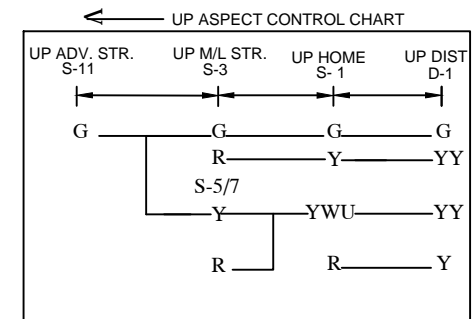 UP ASPECT CONTROL CHART
UP ADV. STR. UP M/L STR. UP HOME UP DIST
S-11 S-3 S- 1 D-1
G G G G
R Y YY
S-5/7
Y YWU YY
R R Y